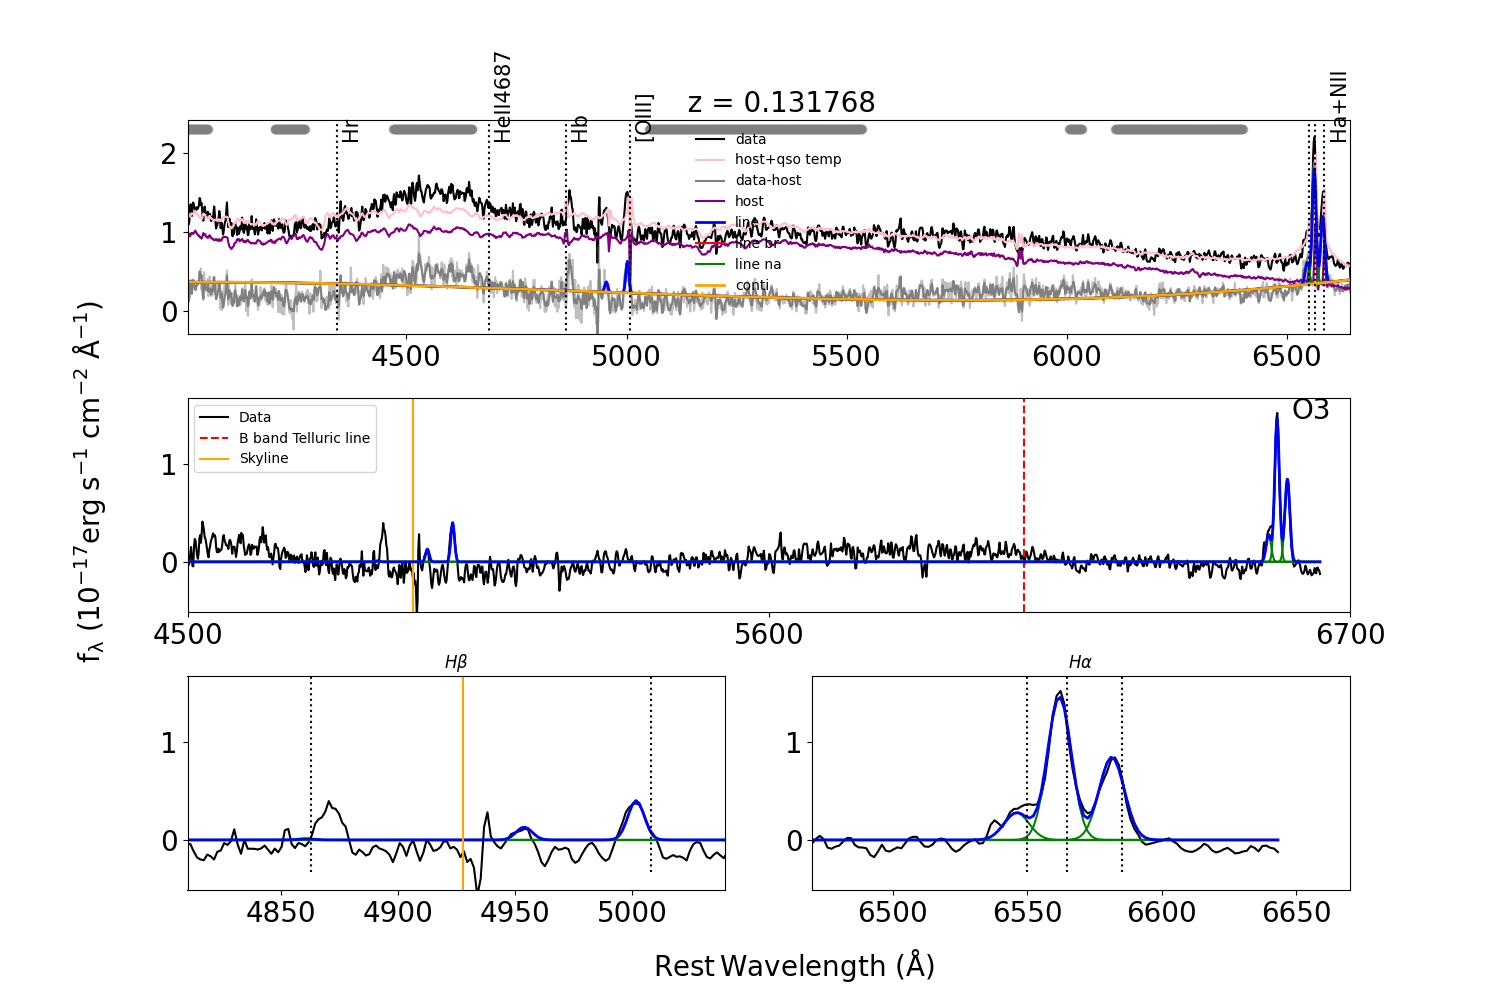 z = 0.131768
Hr
HeII4687
Hb
[OIII]
Ha+NII
data
host+qso temp
data-host
host
line
line br
line na
conti
2
1
0
4500
5000
5500
6000
6500
O3
Data
B band Telluric line
Skyline
1
0
4500
5600
6700
fλ (10⁻¹⁷erg s⁻¹ cm⁻² Å⁻¹)
Hβ
1
0
4850
4900
4950
5000
Hα
1
0
6500
6550
6600
6650
Rest Wavelength (Å)